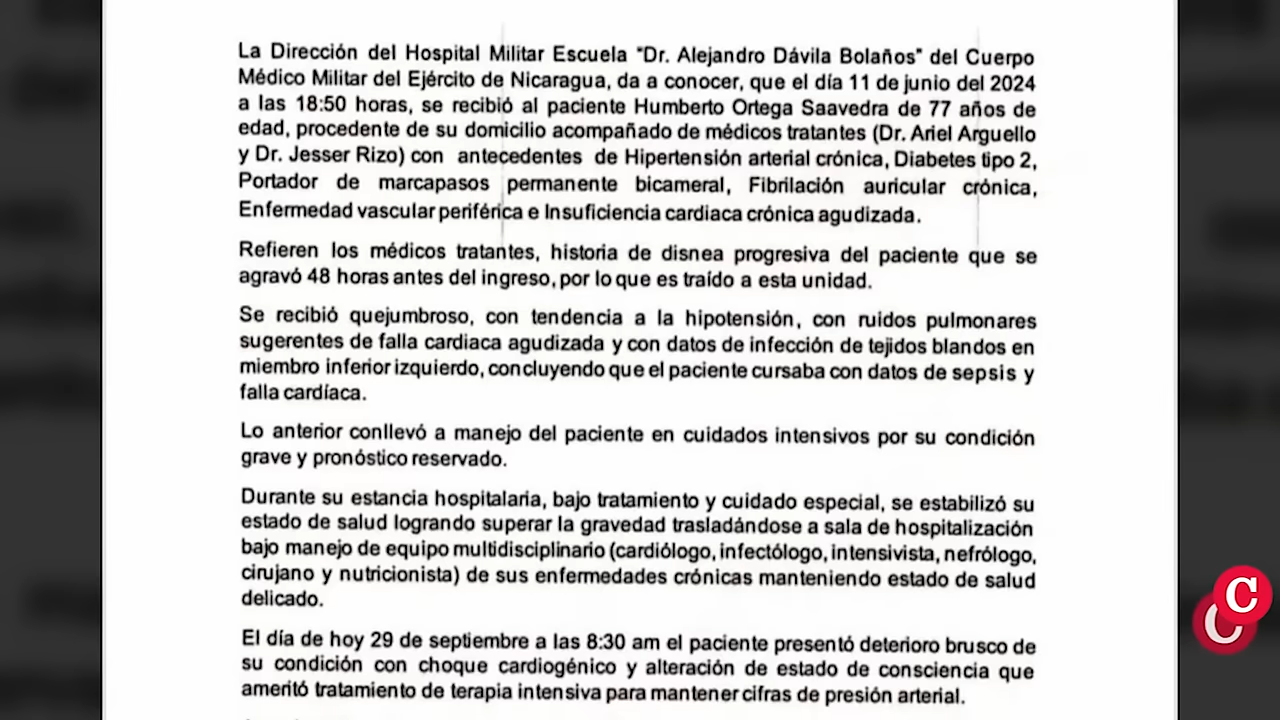 La Dirección del Hospital Militar Escuela "Dr. Alejandro Dávila Bolaños" del Cuerpo
Médico Militar del Ejército de Nicaragua, da a conocer, que el día 11 de junio del 2024
a las 18:50 horas, se recibió al paciente Humberto Ortega Saavedra de 77 años de
edad, procedente de su domicilio acompañado de médicos tratantes (Dr. Ariel Arguello
y Dr. Jesser Rizo) con antecedentes de Hipertensión arterial crónica, Diabetes tipo 2,
Portador de marcapasos permanente bicameral, Fibrilación auricular crónica,
Enfermedad vascular periférica e Insuficiencia cardiaca crónica agudizada.
Refieren los médicos tratantes, historia de disnea progresiva del paciente que se
agravó 48 horas antes del ingreso, por lo que es traído a esta unidad.
Se recibió quejumbroso, con tendencia a la hipotensión, con ruidos pulmonares
sugerentes de falla cardiaca agudizada y con datos de infección de tejidos blandos en
miembro inferior izquierdo, concluyendo que el paciente cursaba con datos de sepsis y
falla cardíaca.
Lo anterior conllevó a manejo del paciente en cuidados intensivos por su condición
grave y pronóstico reservado.
Durante su estancia hospitalaria, bajo tratamiento y cuidado especial, se estabilizó su
estado de salud logrando superar la gravedad trasladándose a sala de hospitalización
bajo manejo de equipo multidisciplinario (cardiólogo, infectólogo, intensivista, nefrólogo,
cirujano y nutricionista) de sus enfermedades crónicas manteniendo estado de salud
delicado.
El día de hoy 29 de septiembre a las 8:30 am el paciente presentó deterioro brusco de
su condición con choque cardiogénico y alteración de estado de consciencia que
ameritó tratamiento de terapia intensiva para mantener cifras de presión arterial.
C
C